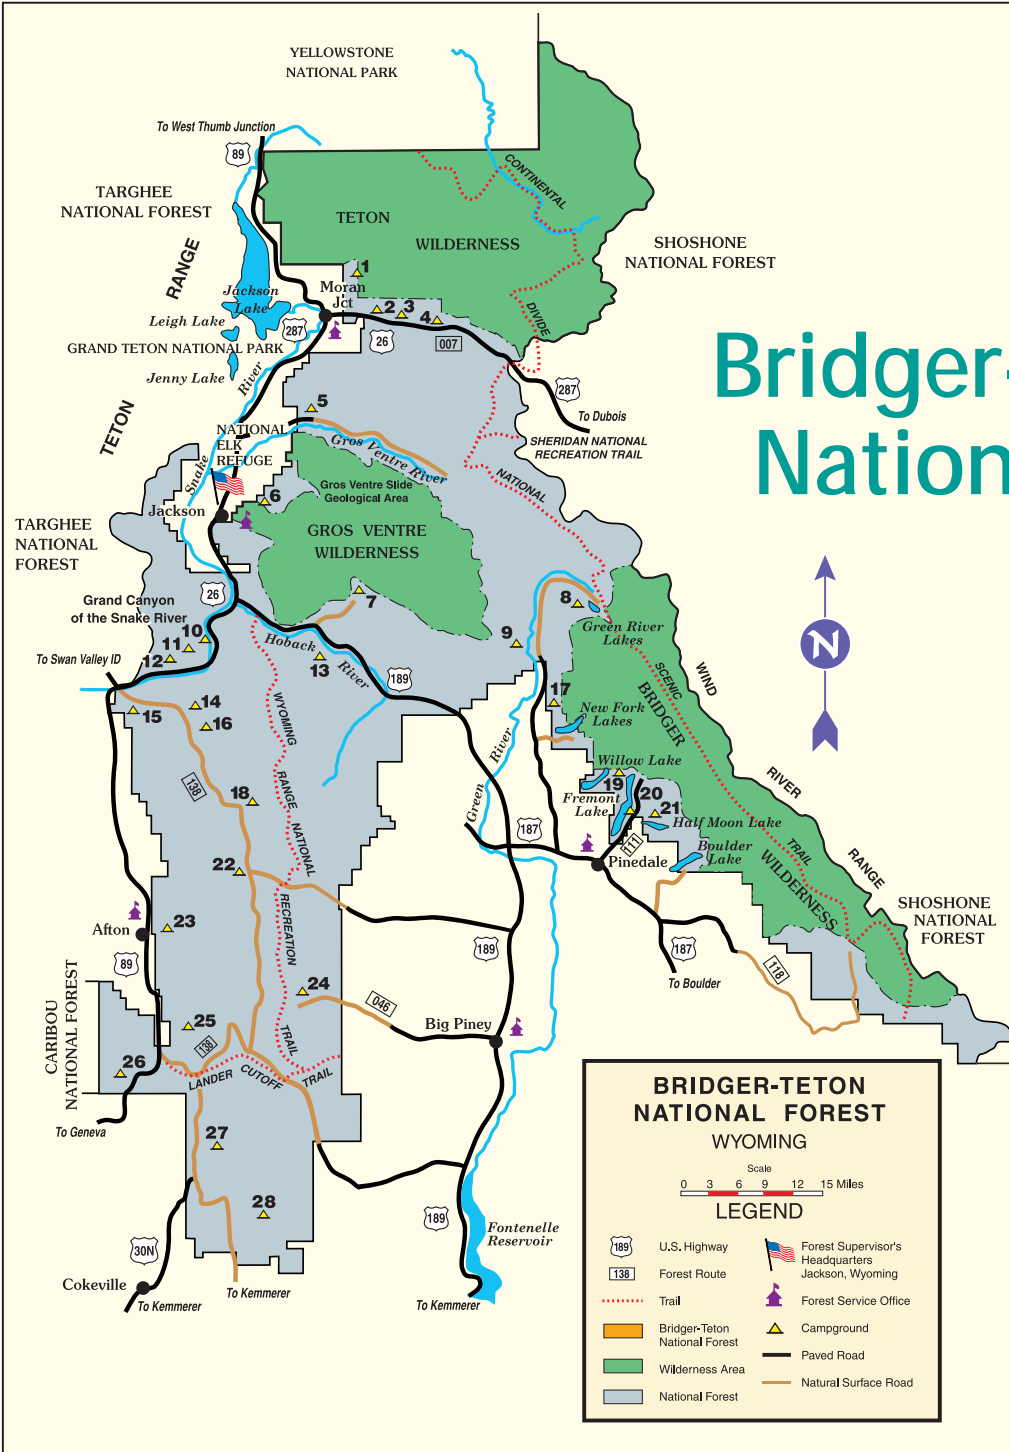 YELLOWSTONE
NATIONAL PARK
To West Thumb Junction
89
TARGHEE
NATIONAL FOREST
CONTINENTAL
TETON
WILDERNESS
SHOSHONE
NATIONAL FOREST
RANGE
1
Moran
Jct
Jackson
Lake
2
3
4
DIVIDE
Leigh Lake
287
26
007
GRAND TETON NATIONAL PARK
Jenny Lake
River
287
To Dubois
5
TETON
NATIONAL
ELK
REFUGE
Gros Ventre River
SHERIDAN NATIONAL
RECREATION TRAIL
Bridger-
Nation
Snake
NATIONAL
Gros Ventre Slide
Geological Area
6
Jackson
TARGHEE
NATIONAL
FOREST
GROS VENTRE
WILDERNESS
26
7
8
Grand Canyon
of the Snake River
Green River
Lakes
N
10
11
12
Hoback
River
9
13
To Swan Valley ID
189
SCENIC
WIND
BRIDGER
14
15
16
WYOMING
17
New Fork
Lakes
River
Green
138
18
RANGE
NATIONAL
Willow Lake
19
Fremont
Lake
20
21
Half Moon Lake
RIVER
TRAIL
187
111
Boulder
Lake
Pinedale
RANGE
WILDERNESS
22
RECREATION
SHOSHONE
NATIONAL
FOREST
Afton
23
189
187
89
118
To Boulder
24
046
CARIBOU
NATIONAL FOREST
25
Big Piney
138
TRAIL
26
LANDER
CUTOFF
TRAIL
To Geneva
27
28
189
Fontenelle
Reservoir
30N
Cokeville
To Kemmerer
To Kemmerer
To Kemmerer
BRIDGER-TETON
NATIONAL FOREST
WYOMING
Scale
0 3 6 9 12 15 Miles
LEGEND
189
U.S. Highway
Forest Supervisor's
Headquarters
Jackson, Wyoming
138
Forest Route
Forest Service Office
Trail
Bridger-Teton
National Forest
Campground
Paved Road
Wilderness Area
Natural Surface Road
National Forest